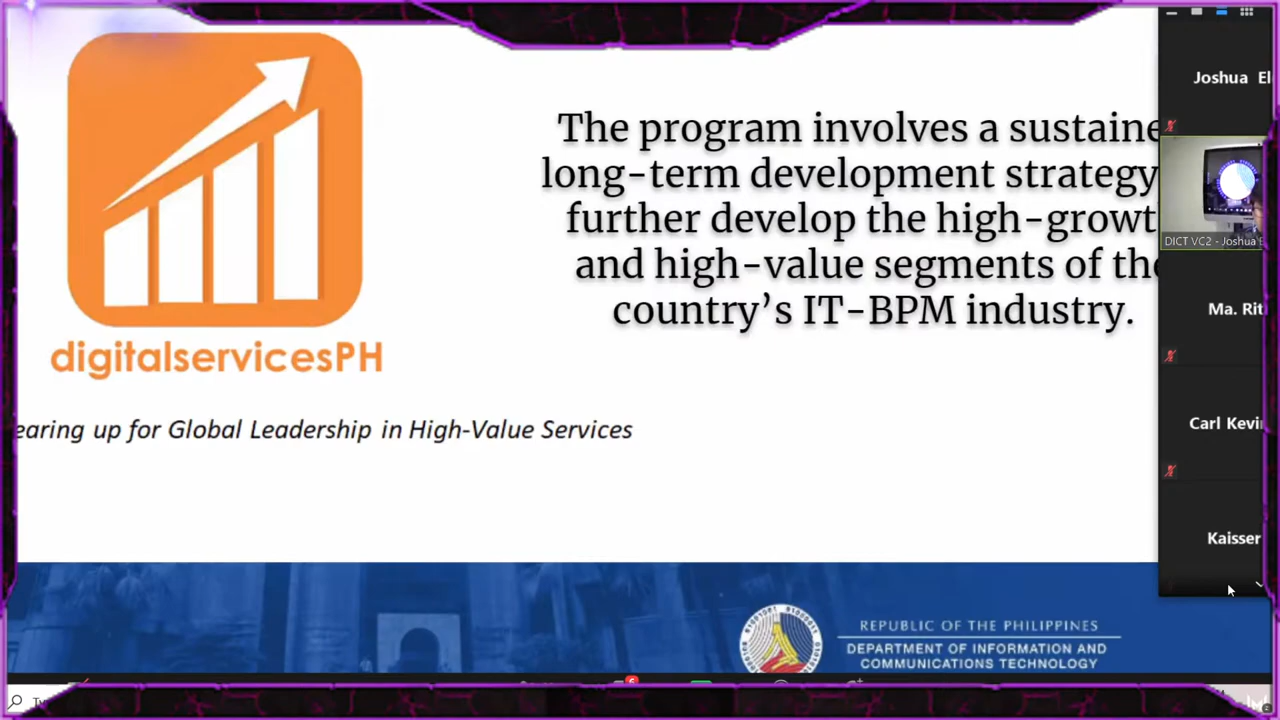 The program involves a sustaine
long-term development strategy
further develop the high-growt
and high-value segments of the
country's IT-BPM industry.
digitalservicesPH
earing up for Global Leadership in High-Value Services
REPUBLIC OF THE PHILIPPINES
DEPARTMENT OF INFORMATION AND
COMMUNICATIONS TECHNOLOGY
Joshua El
DICT VC2 - Joshua E
Ma. Rit
Carl Kevi
Kaisser